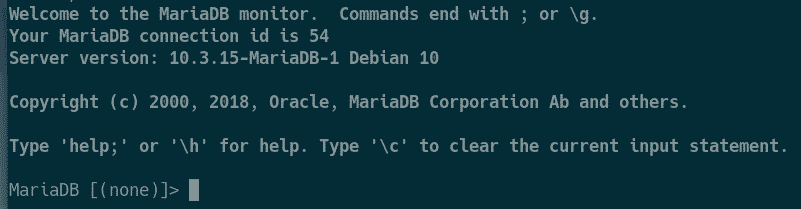 Welcome to the MariaDB monitor.  Commands end with ; or \g.
Your MariaDB connection id is 54
Server version: 10.3.15-MariaDB-1 Debian 10
Copyright (c) 2000, 2018, Oracle, MariaDB Corporation Ab and others.
Type 'help;' or '\h' for help. Type '\c' to clear the current input statement.
MariaDB [(none)]>